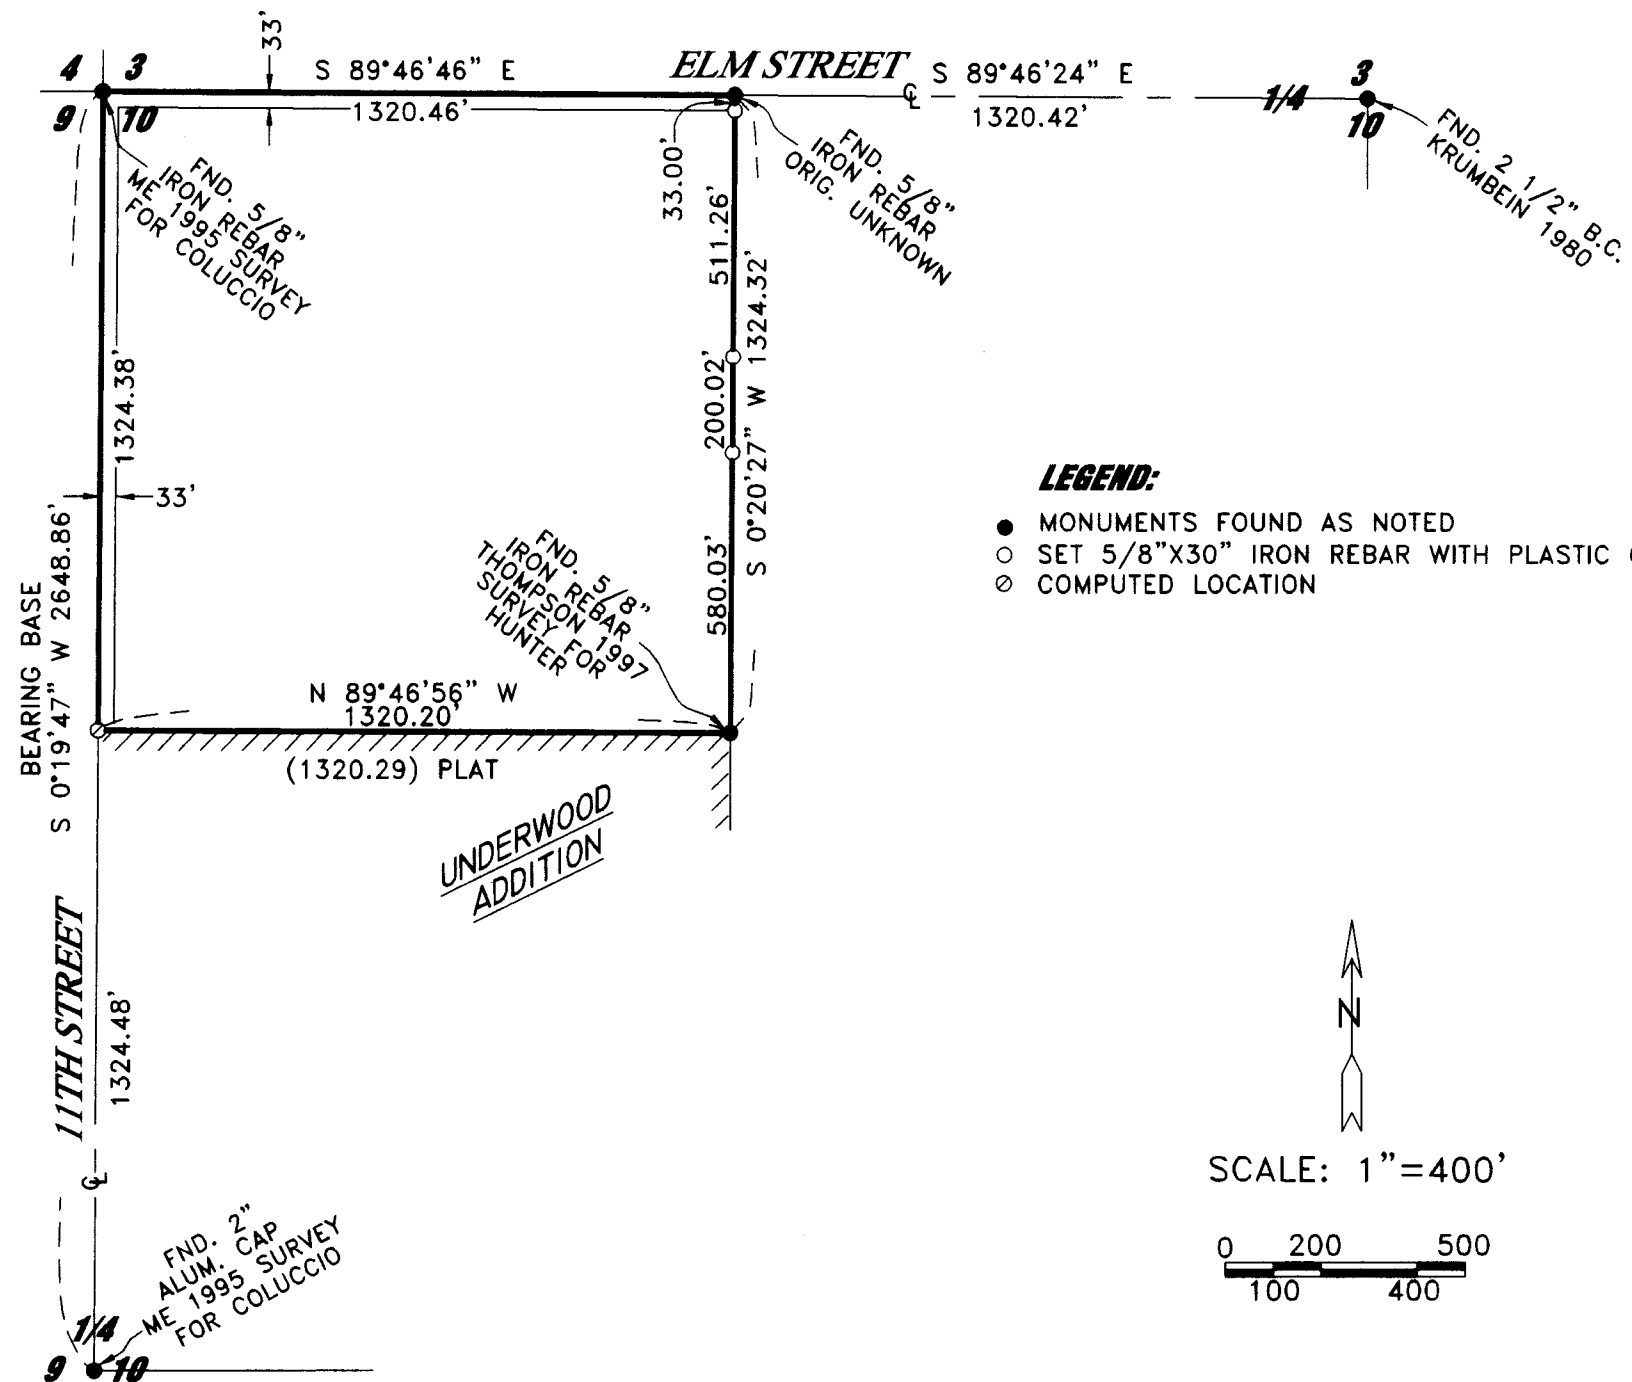 33'
4 3
9 10
S 89°46'46" E
1320.46'
ELM STREET
S 89°46'24" E
1320.42'
3
1/4
10
FND. 2 1/2" B.C.
KRUMBEIN 1980
FND. 5/8"
IRON REBAR
ME 1995 SURVEY
FOR COLUCCIO
33.00'
FND. 5/8"
IRON REBAR
ORIG. UNKNOWN
511.26'
S 0°20'27" W 1324.32'
200.02'
580.03'
1324.38'
33'
BEARING BASE
S 0°19'47" W 2648.86'
FND. 5/8"
IRON REBAR
THOMPSON 1997
SURVEY FOR
HUNTER
N 89°46'56" W
1320.20'
(1320.29) PLAT
UNDERWOOD
ADDITION
LEGEND:
MONUMENTS FOUND AS NOTED
SET 5/8"X30" IRON REBAR WITH PLASTIC
COMPUTED LOCATION
11TH STREET
1324.48'
N
SCALE: 1"=400'
0 200 500
100 400
FND. 2"
ALUM. CAP
ME 1995 SURVEY
FOR COLUCCIO
1/4
9 10